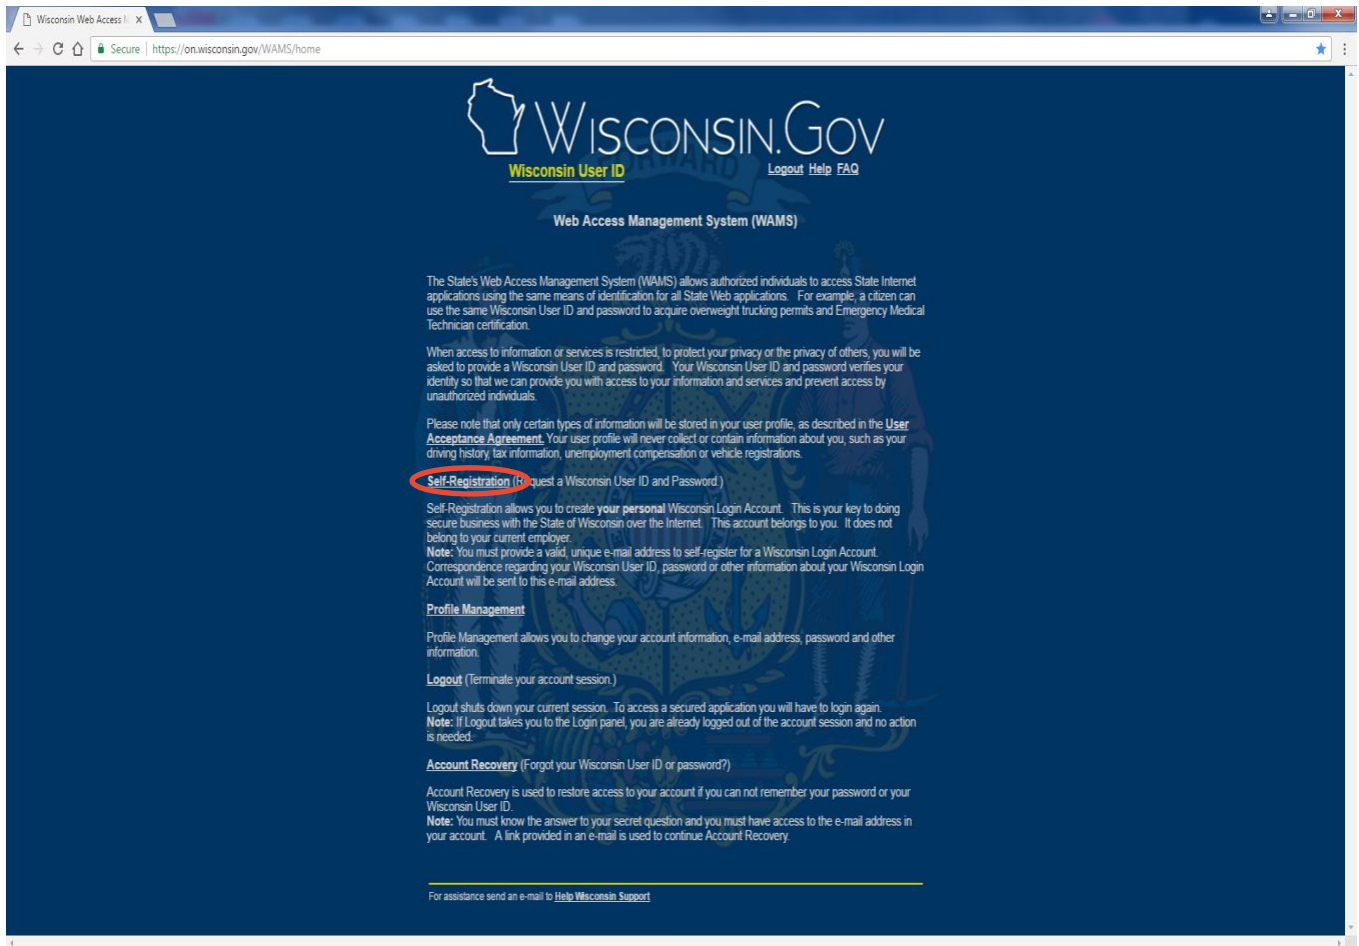 Wisconsin Web Access
Secure https://on.wisconsin.gov/WAMS/home
WISCONSIN.GOV
FORWARD
Wisconsin User ID
Logout Help FAQ
Web Access Management System (WAMS)
The State's Web Access Management System (WAMS) allows authorized individuals to access State Internet
applications using the same means of identification for all State Web applications. For example, a citizen can
use the same Wisconsin User ID and password to acquire overweight trucking permits and Emergency Medical
Technician certification.
When access to information or services is restricted, to protect your privacy or the privacy of others, you will be
asked to provide a Wisconsin User ID and password. Your Wisconsin User ID and password verifies your
identity so that we can provide you with access to your information and services and prevent access by
unauthorized individuals.
Please note that only certain types of information will be stored in your user profile, as described in the User
Acceptance Agreement. Your user profile will never collect or contain information about you, such as your
driving history, tax information, unemployment compensation or vehicle registrations.
Self-Registration (Request a Wisconsin User ID and Password.)
Self-Registration allows you to create your personal Wisconsin Login Account. This is your key to doing
secure business with the State of Wisconsin over the Internet. This account belongs to you. It does not
belong to your current employer.
Note: You must provide a valid, unique e-mail address to self-register for a Wisconsin Login Account.
Correspondence regarding your Wisconsin User ID, password or other information about your Wisconsin Login
Account will be sent to this e-mail address.
Profile Management
Profile Management allows you to change your account information, e-mail address, password and other
information.
Logout (Terminate your account session.)
Logout shuts down your current session. To access a secured application you will have to login again.
Note: If Logout takes you to the Login panel, you are already logged out of the account session and no action
is needed.
Account Recovery (Forgot your Wisconsin User ID or password?)
Account Recovery is used to restore access to your account if you can not remember your password or your
Wisconsin User ID.
Note: You must know the answer to your secret question and you must have access to the e-mail address in
your account. A link provided in an e-mail is used to continue Account Recovery.
For assistance send an e-mail to Help Wisconsin Support